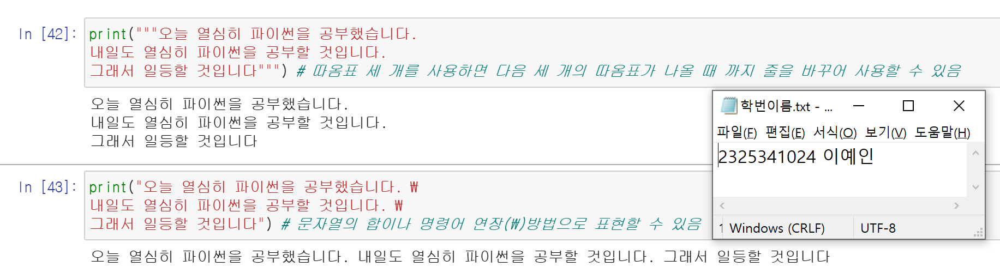 In [42]: print("""오늘 열심히 파이썬을 공부했습니다.
내일도 열심히 파이썬을 공부할 것입니다.
그래서 일등할 것입니다""") # 따옴표 세 개를 사용하면 다음 세 개의 따옴표가 나올 때 까지 줄을 바꾸어 사용할 수 있음
오늘 열심히 파이썬을 공부했습니다.
내일도 열심히 파이썬을 공부할 것입니다.
그래서 일등할 것입니다
In [43]: print("오늘 열심히 파이썬을 공부했습니다. ₩
내일도 열심히 파이썬을 공부할 것입니다. ₩
그래서 일등할 것입니다") # 문자열의 합이나 명령어 연장(₩)방법으로 표현할 수 있음
오늘 열심히 파이썬을 공부했습니다. 내일도 열심히 파이썬을 공부할 것입니다. 그래서 일등할 것입니다
학번이름.txt - ...
파일(F) 편집(E) 서식(O) 보기(V) 도움말(H)
2325341024 이예인
Windows (CRLF) UTF-8